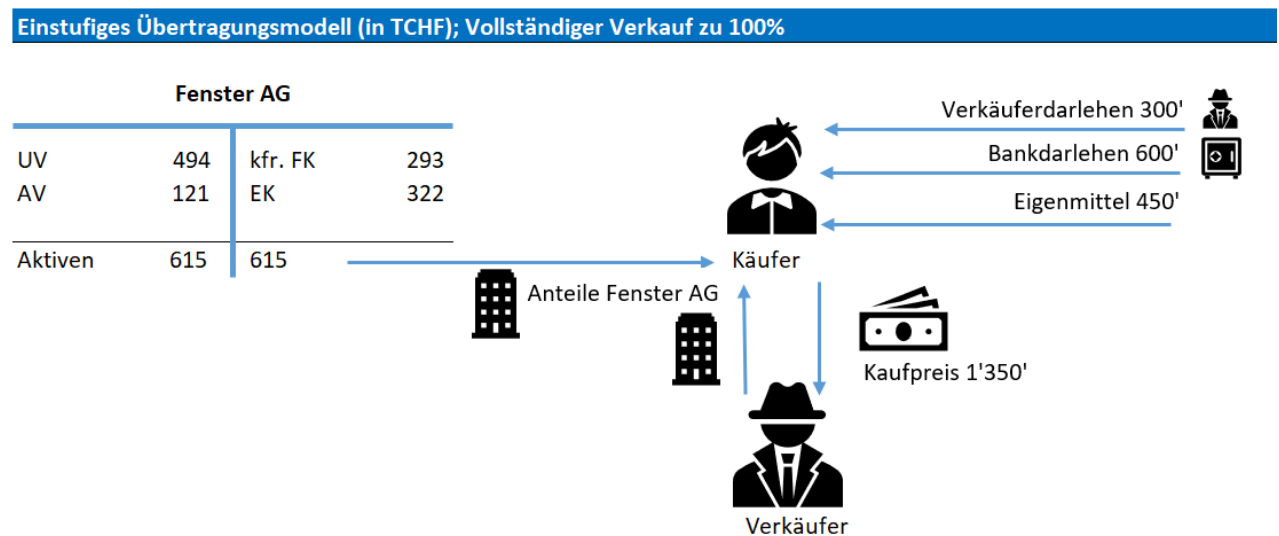 Einstufiges Übertragungsmodell (in TCHF); Vollständiger Verkauf zu 100%
Fenster AG
UV 494 kfr. FK 293
AV 121 EK 322
Aktiven 615 615
Verkäuferdarlehen 300'
Bankdarlehen 600'
Eigenmittel 450'
Käufer
Anteile Fenster AG
Kaufpreis 1'350'
Verkäufer